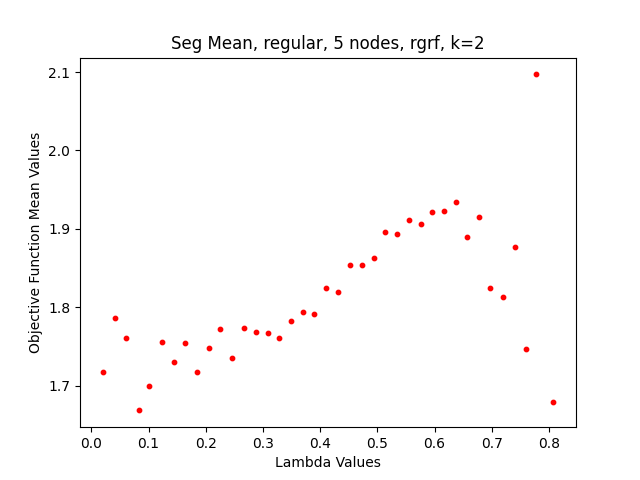 Seg Mean, regular, 5 nodes, rgrf, k=2
Objective Function Mean Values
2.1
2.0
1.9
1.8
1.7
0.0 0.1 0.2 0.3 0.4 0.5 0.6 0.7 0.8
Lambda Values